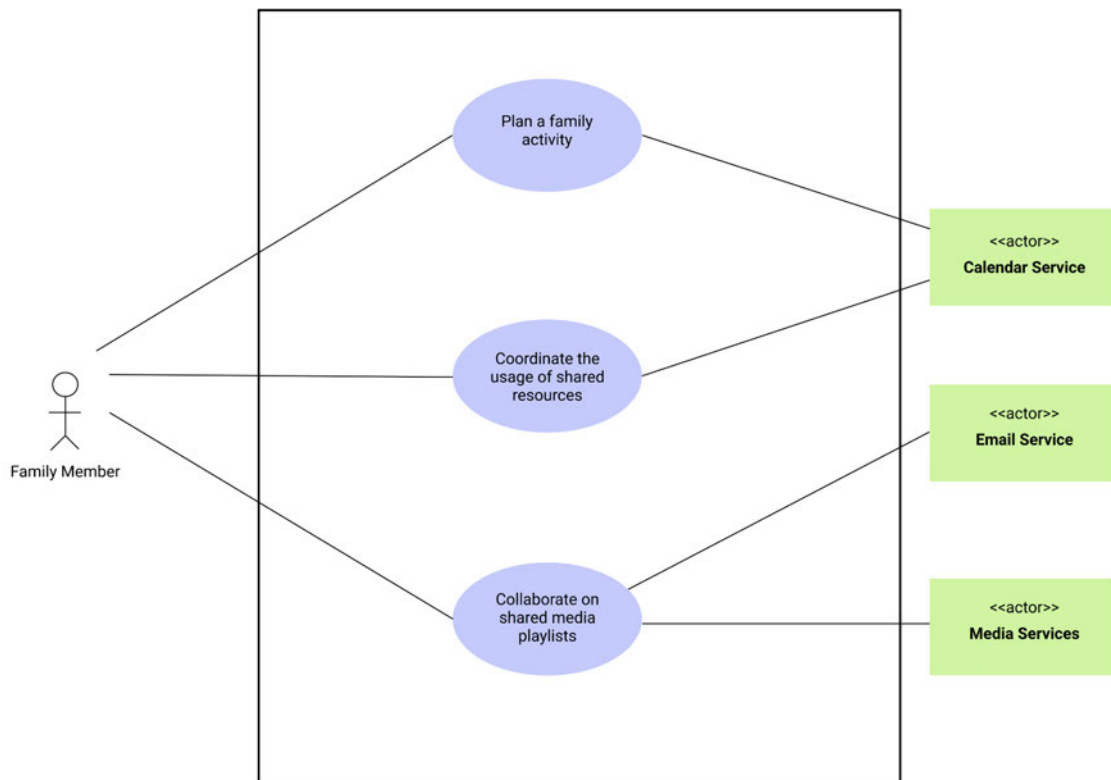 Plan a family
activity
<<actor>>
Calendar Service
Coordinate the
usage of shared
resources
Family Member
<<actor>>
Email Service
Collaborate on
shared media
playlists
<<actor>>
Media Services